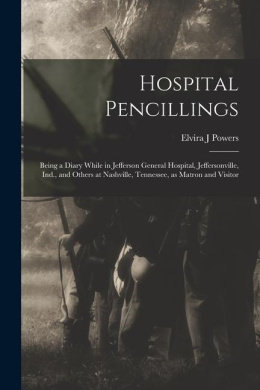 Hospital
Pencillings
Elvira J Powers
Being a Diary While in Jefferson General Hospital, Jeffersonville,
Ind., and Others at Nashville, Tennessee, as Matron and Visitor